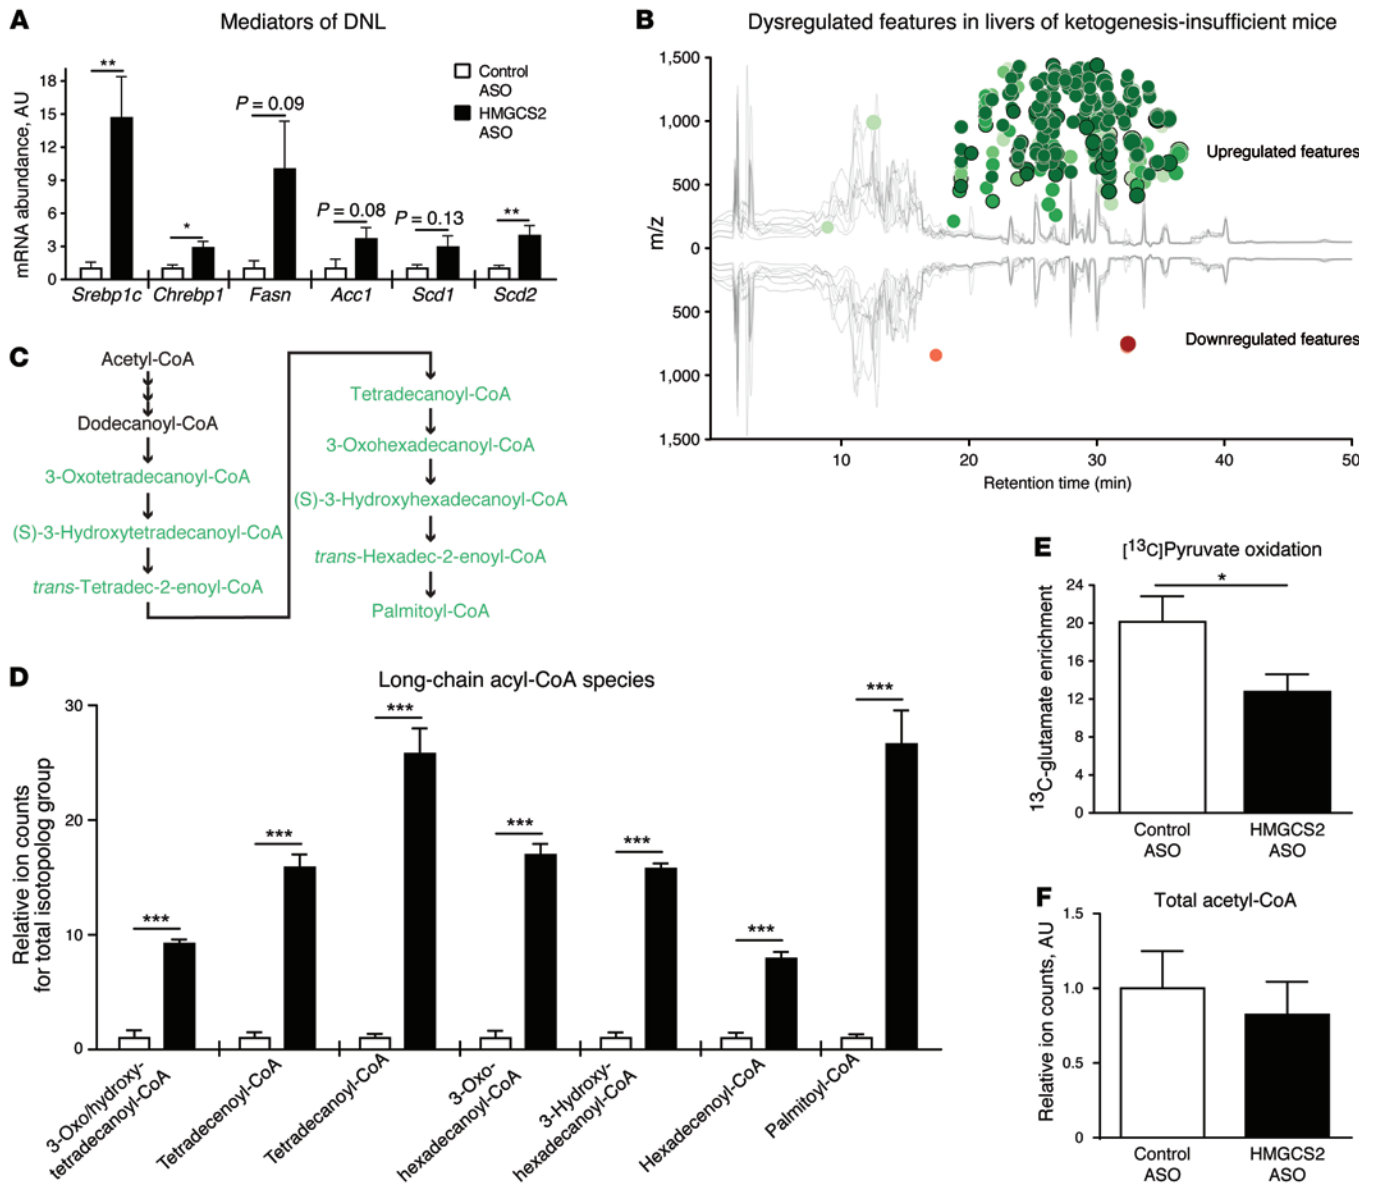 A
Mediators of DNL
mRNA abundance, AU
18
15
12
9
6
3
0
**
*
P = 0.09
P = 0.08
P = 0.13
**
Control
ASO
HMGCS2
ASO
Srebp1c
Chrebp1
Fasn
Acc1
Scd1
Scd2
B
Dysregulated features in livers of ketogenesis-insufficient mice
m/z
1,500
1,000
500
0
500
1,000
1,500
Upregulated features
Downregulated features
10
20
30
40
50
Retention time (min)
C
Acetyl-CoA
Dodecanoyl-CoA
3-Oxotetradecanoyl-CoA
(S)-3-Hydroxytetradecanoyl-CoA
trans-Tetradec-2-enoyl-CoA
Tetradecanoyl-CoA
3-Oxohexadecanoyl-CoA
(S)-3-Hydroxyhexadecanoyl-CoA
trans-Hexadec-2-enoyl-CoA
Palmitoyl-CoA
D
Long-chain acyl-CoA species
Relative ion counts
for total isotopolog group
30
20
10
0
***
***
***
***
***
***
***
3-Oxo/hydroxy-
tetradecanoyl-CoA
Tetradecenoyl-CoA
Tetradecanoyl-CoA
3-Oxo-
hexadecanoyl-CoA
3-Hydroxy-
hexadecanoyl-CoA
Hexadecenoyl-CoA
Palmitoyl-CoA
E
[13C]Pyruvate oxidation
13C-glutamate enrichment
24
20
16
12
8
4
0
*
Control
ASO
HMGCS2
ASO
F
Total acetyl-CoA
Relative ion counts, AU
1.5
1.0
0.5
0
Control
ASO
HMGCS2
ASO